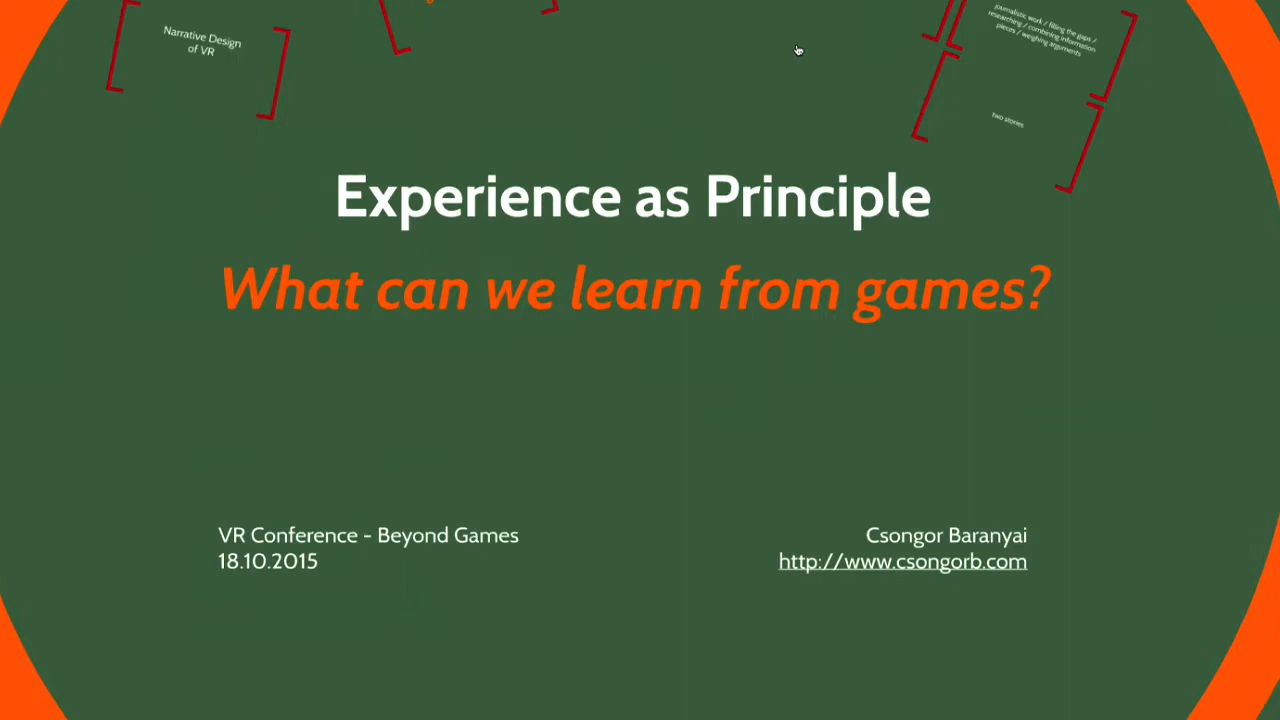 Narrative Design
of VR
journalistic work / filling the gaps /
researching / combining information
pieces / weighing arguments
two stories
Experience as Principle
What can we learn from games?
VR Conference - Beyond Games
18.10.2015
Csongor Baranyai
http://www.csongorb.com